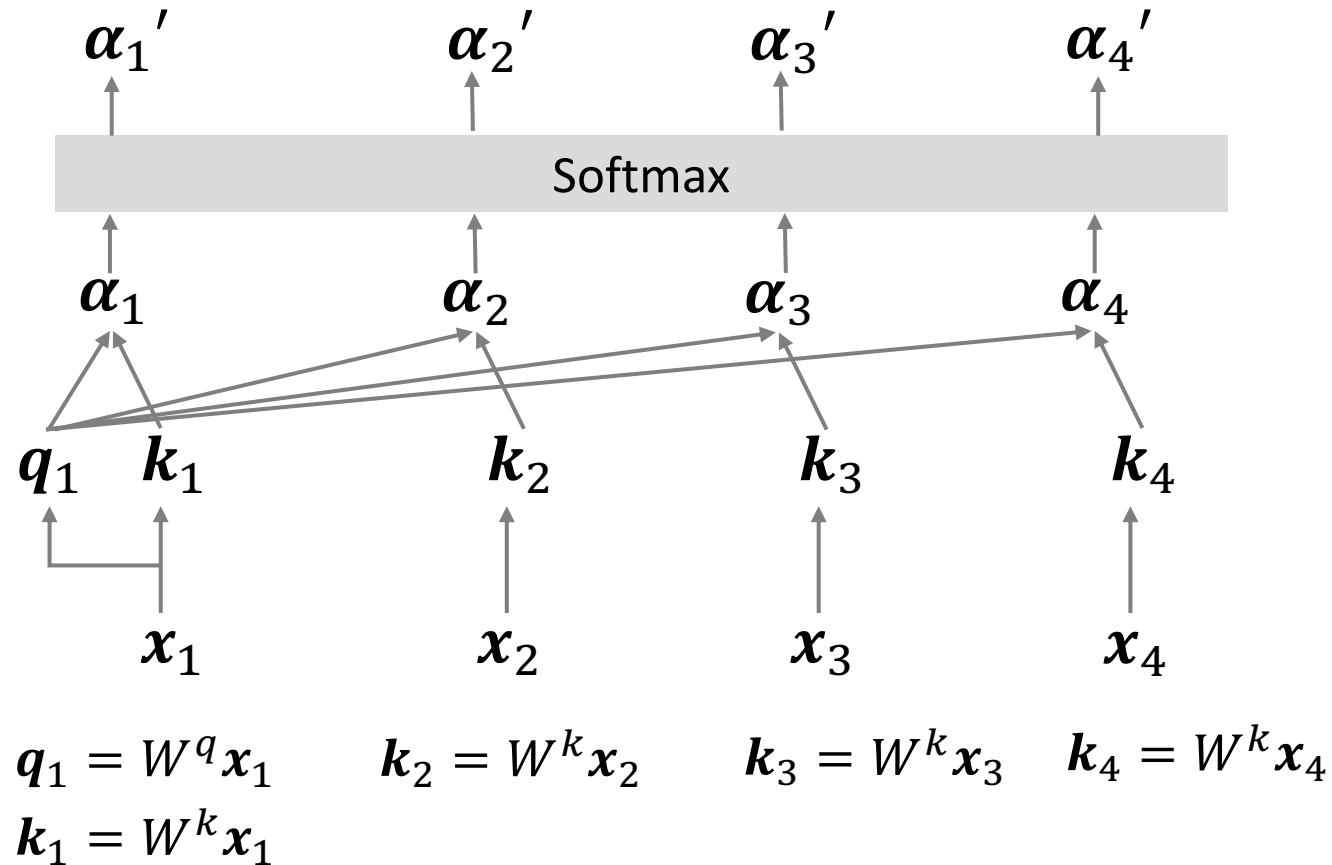 α₁′ α₂′ α₃′ α₄′
Softmax
α₁ α₂ α₃ α₄
q₁ k₁ k₂ k₃ k₄
x₁ x₂ x₃ x₄
q₁ = W^q x₁ k₂ = W^k x₂ k₃ = W^k x₃ k₄ = W^k x₄
k₁ = W^k x₁